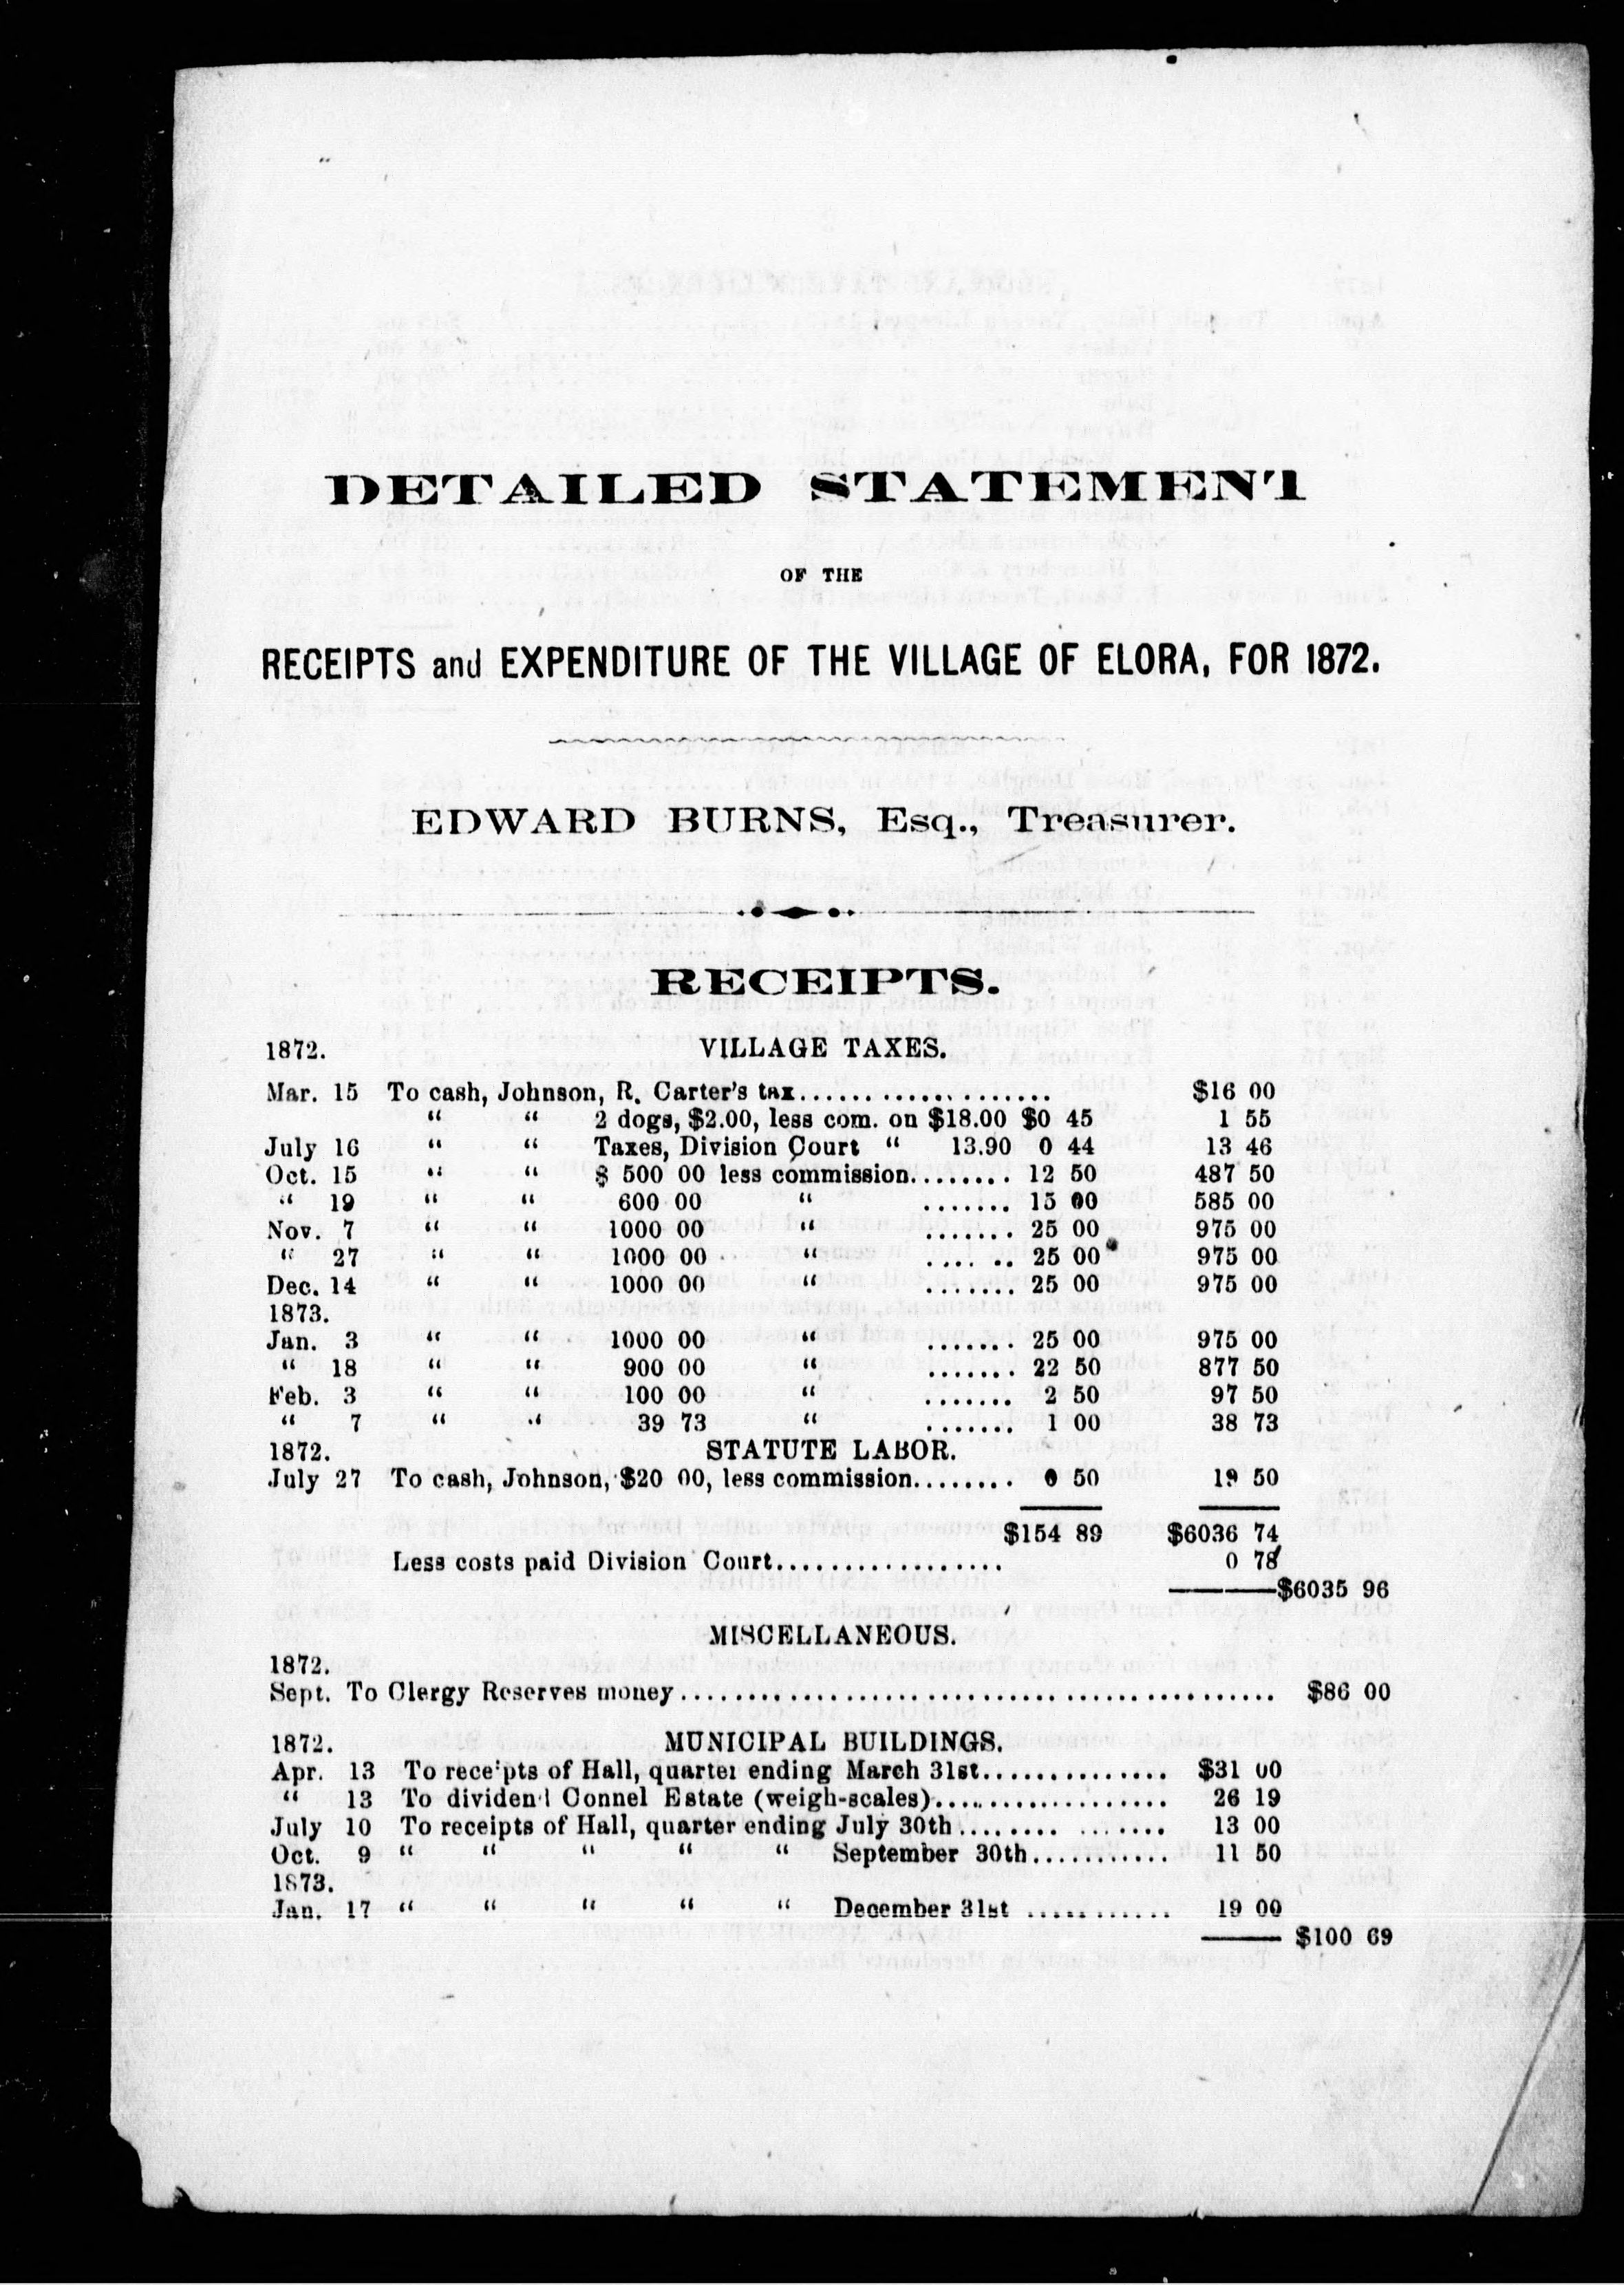 DETAILED STATEMENT
OF THE
RECEIPTS and EXPENDITURE OF THE VILLAGE OF ELORA, FOR 1872.
EDWARD BURNS, Esq., Treasurer.
RECEIPTS.
1872. VILLAGE TAXES.
Mar. 15 To cash, Johnson, R. Carter's tax.................... $16 00
“ “ 2 dogs, $2.00, less com. on $18.00 $0 45 1 55
July 16 “ “ Taxes, Division Court “ 13.90 0 44 13 46
Oct. 15 “ “ $ 500 00 less commission........ 12 50 487 50
“ 19 “ “ 600 00 “ ....... 15 00 585 00
Nov. 7 “ “ 1000 00 “ ....... 25 00 975 00
“ 27 “ “ 1000 00 “ .... .. 25 00 975 00
Dec. 14 “ “ 1000 00 “ ....... 25 00 975 00
1873.
Jan. 3 “ “ 1000 00 “ ....... 25 00 975 00
“ 18 “ “ 900 00 “ ....... 22 50 877 50
Feb. 3 “ “ 100 00 “ ....... 2 50 97 50
“ 7 “ “ 39 73 “ ....... 1 00 38 73
1872. STATUTE LABOR.
July 27 To cash, Johnson, $20 00, less commission........ 0 50 19 50
$154 89 $6036 74
Less costs paid Division Court................. 0 78
$6035 96
MISCELLANEOUS.
1872.
Sept. To Clergy Reserves money............................................ $86 00
1872. MUNICIPAL BUILDINGS.
Apr. 13 To receipts of Hall, quarter ending March 31st.............. $31 00
“ 13 To dividend Connel Estate (weigh-scales)................... 26 19
July 10 To receipts of Hall, quarter ending July 30th........ ....... 13 00
Oct. 9 “ “ “ “ “ September 30th........... 11 50
1873.
Jan. 17 “ “ “ “ “ December 31st ........... 19 00
$100 69